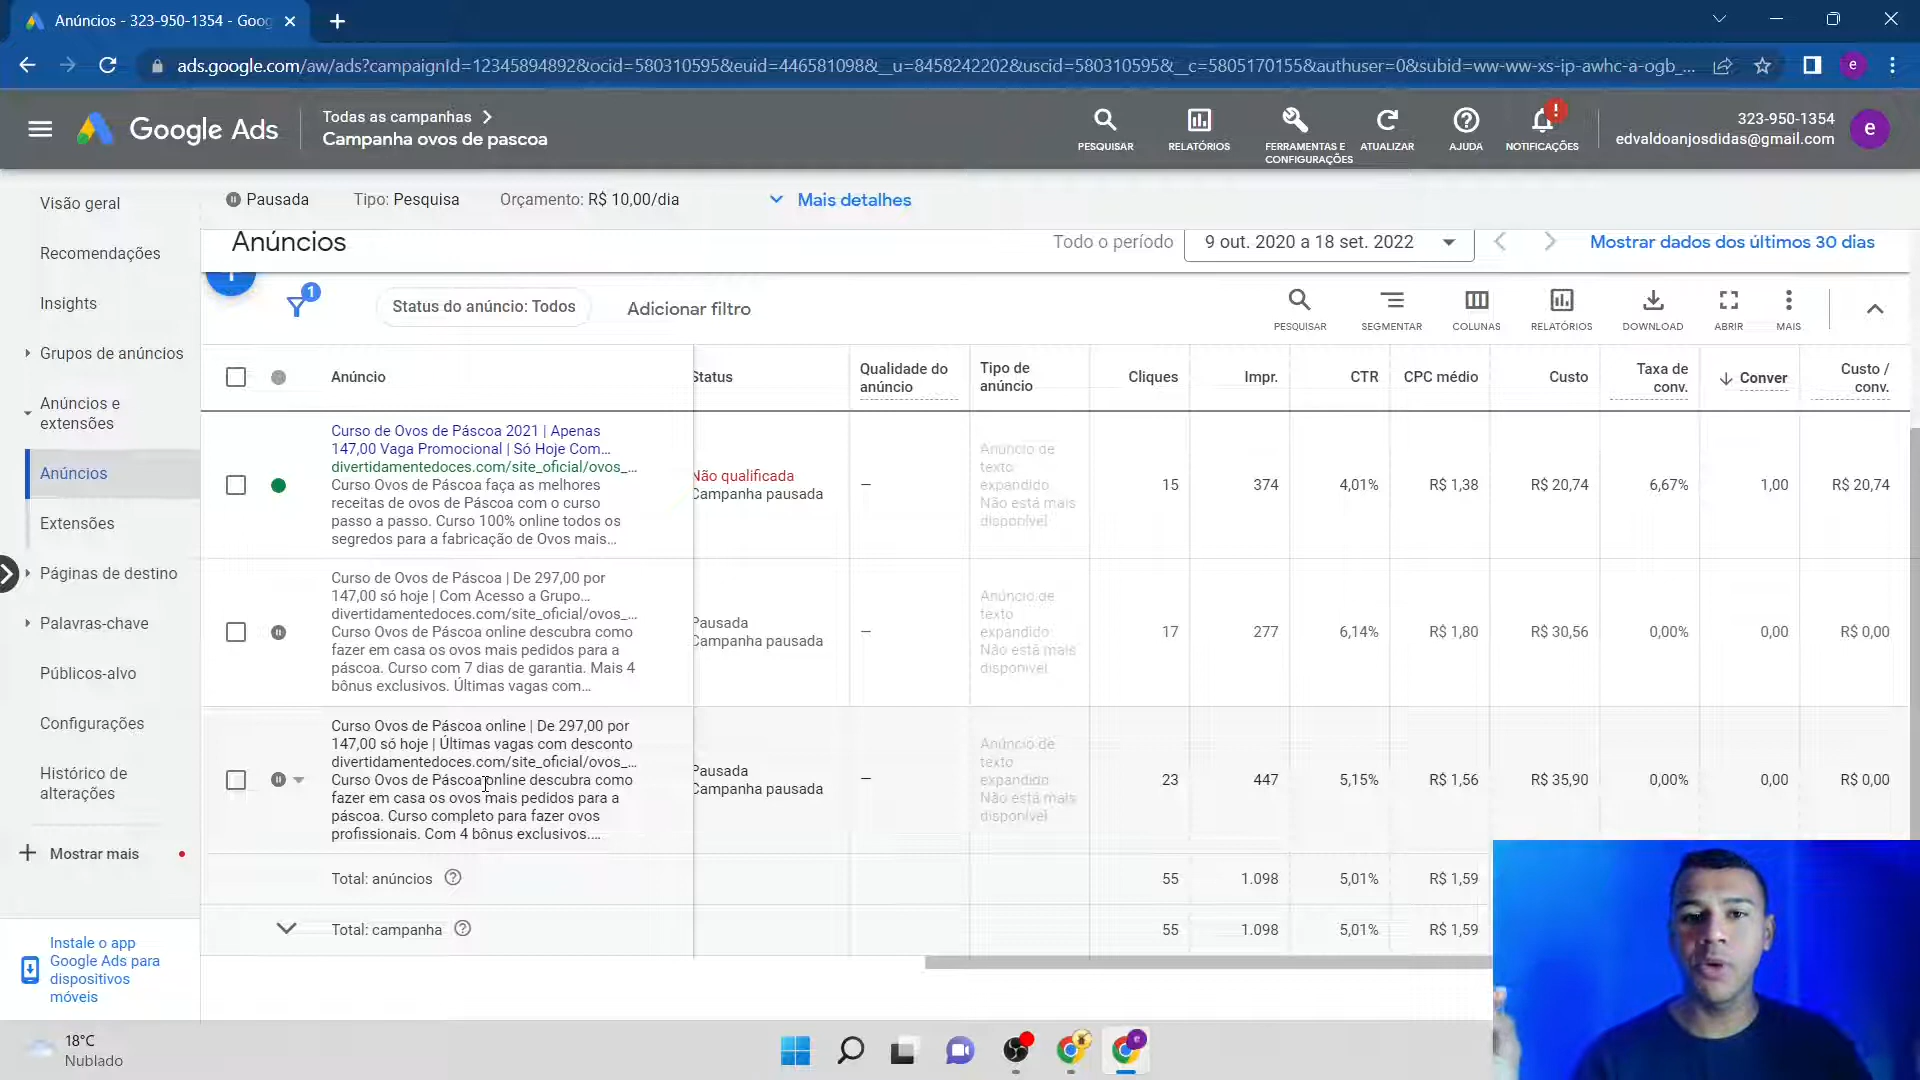 Anúncios - 323-950-1354 - Goog
ads.google.com/aw/ads?campaignId=12345894892&ocid=580310595&euid=446581098&__u=8458242202&uscid=580310595&__c=5805170155&authuser=0&subid=ww-ww-xs-ip-awhc-a-ogb_...
e
Google Ads
Todas as campanhas
Campanha ovos de pascoa
PESQUISAR
RELATÓRIOS
FERRAMENTAS E CONFIGURAÇÕES
ATUALIZAR
AJUDA
NOTIFICAÇÕES
323-950-1354
edvaldoanjosdidas@gmail.com
e
Visão geral
Recomendações
Insights
Grupos de anúncios
Anúncios e
extensões
Anúncios
Extensões
Páginas de destino
Palavras-chave
Públicos-alvo
Configurações
Histórico de
alterações
Mostrar mais
Instale o app
Google Ads para
dispositivos
móveis
Pausada Tipo: Pesquisa Orçamento: R$ 10,00/dia Mais detalhes
Anúncios
Todo o período 9 out. 2020 a 18 set. 2022 Mostrar dados dos últimos 30 dias
1
Status do anúncio: Todos Adicionar filtro
PESQUISAR SEGMENTAR COLUNAS RELATÓRIOS DOWNLOAD ABRIR MAIS
Anúncio Status Qualidade do anúncio Tipo de anúncio Cliques Impr. CTR CPC médio Custo Taxa de conv. Conver Custo / conv.
Curso de Ovos de Páscoa 2021 | Apenas
147,00 Vaga Promocional | Só Hoje Com...
divertidamentedoces.com/site_oficial/ovos_...
Curso Ovos de Páscoa faça as melhores
receitas de ovos de Páscoa com o curso
passo a passo. Curso 100% online todos os
segredos para a fabricação de Ovos mais...
Não qualificada
Campanha pausada
—
Anúncio de
texto
expandido
Não está mais
disponível
15 374 4,01% R$ 1,38 R$ 20,74 6,67% 1,00 R$ 20,74
Curso de Ovos de Páscoa | De 297,00 por
147,00 só hoje | Com Acesso a Grupo...
divertidamentedoces.com/site_oficial/ovos_...
Curso Ovos de Páscoa online descubra como
fazer em casa os ovos mais pedidos para a
páscoa. Curso com 7 dias de garantia. Mais 4
bônus exclusivos. Últimas vagas com...
Pausada
Campanha pausada
—
Anúncio de
texto
expandido
Não está mais
disponível
17 277 6,14% R$ 1,80 R$ 30,56 0,00% 0,00 R$ 0,00
Curso Ovos de Páscoa online | De 297,00 por
147,00 só hoje | Últimas vagas com desconto
divertidamentedoces.com/site_oficial/ovos_...
Curso Ovos de Páscoa online descubra como
fazer em casa os ovos mais pedidos para a
páscoa. Curso completo para fazer ovos
profissionais. Com 4 bônus exclusivos....
Pausada
Campanha pausada
—
Anúncio de
texto
expandido
Não está mais
disponível
23 447 5,15% R$ 1,56 R$ 35,90 0,00% 0,00 R$ 0,00
Total: anúncios 55 1.098 5,01% R$ 1,59
Total: campanha 55 1.098 5,01% R$ 1,59
18°C
Nublado